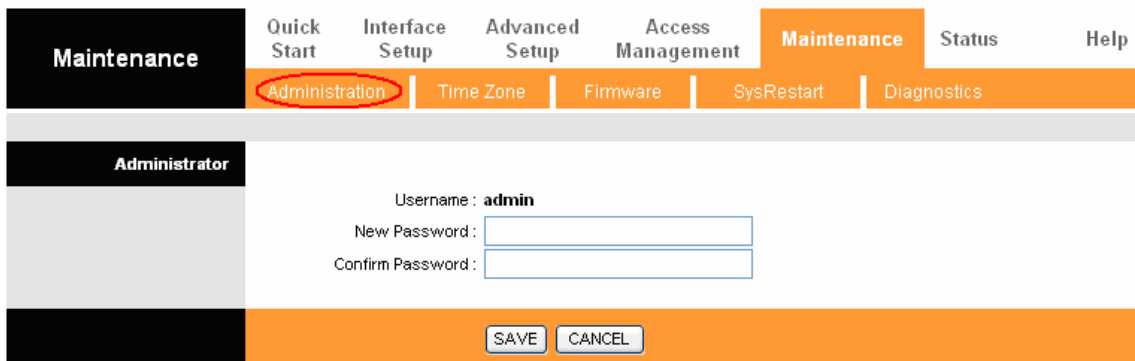 Maintenance
Quick Start
Interface Setup
Advanced Setup
Access Management
Maintenance
Status
Help
Administration
Time Zone
Firmware
SysRestart
Diagnostics
Administrator
Username : admin
New Password :
Confirm Password :
SAVE
CANCEL